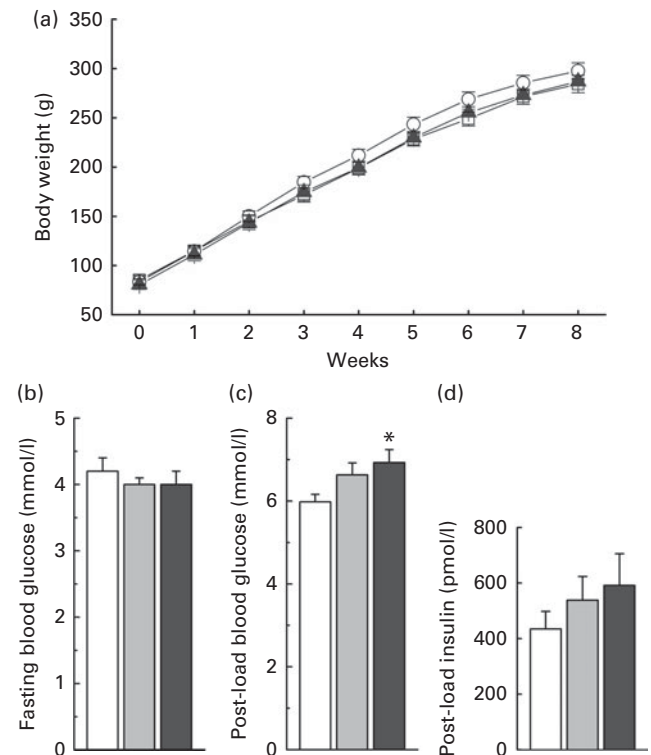 (a)
350
300
250
200
150
100
50
Body weight (g)
0 1 2 3 4 5 6 7 8
Weeks
(b)
5
4
3
2
1
0
Fasting blood glucose (mmol/l)
(c)
8
6
4
2
0
Post-load blood glucose (mmol/l)
*
(d)
800
600
400
200
0
Post-load insulin (pmol/l)